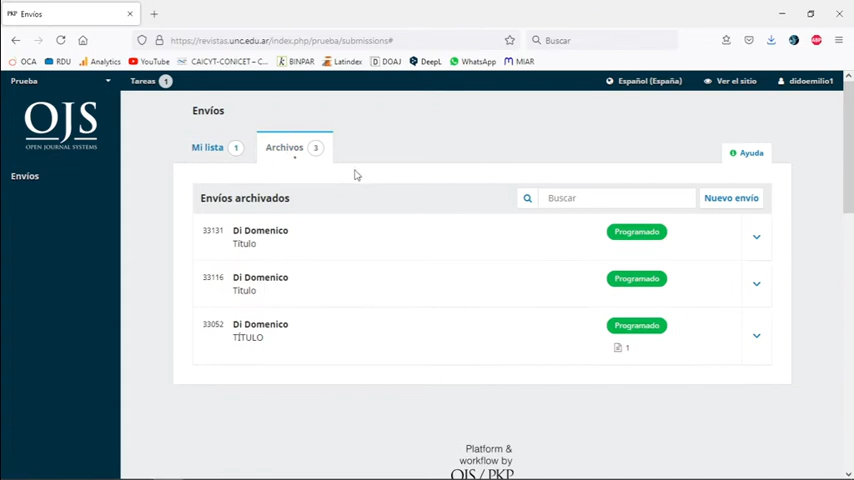 PKP Envíos
https://revistas.unc.edu.ar/index.php/prueba/submissions#
Buscar
ABP
OCA
RDU
Analytics
YouTube
CAICYT-CONICET – C...
BINPAR
Latindex
DOAJ
DeepL
WhatsApp
MIAR
Prueba
Tareas 1
Español (España)
Ver el sitio
didoemilio1
OJS
OPEN JOURNAL SYSTEMS
Envíos
Envíos
Mi lista 1
Archivos 3
Ayuda
Envíos archivados
Buscar
Nuevo envío
33131 Di Domenico Programado
Título
33116 Di Domenico Programado
Título
33052 Di Domenico Programado
TÍTULO
1
Platform &
workflow by
OJS / PKP